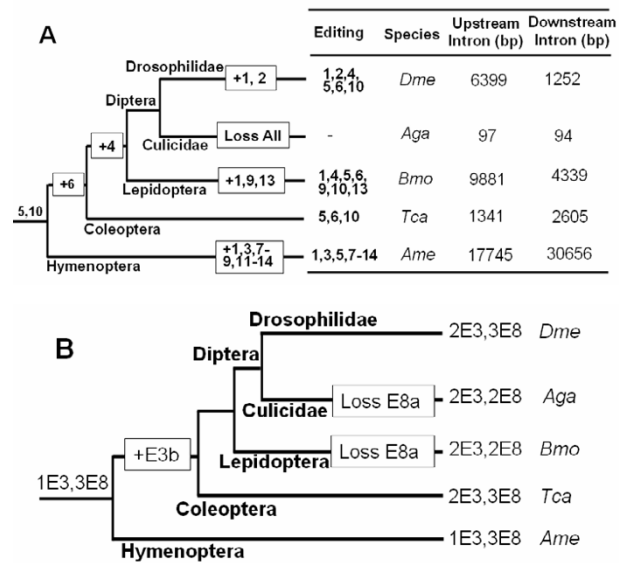 A
Editing Species Upstream Intron (bp) Downstream Intron (bp)
Drosophilidae +1, 2 1,2,4, 5,6,10 Dme 6399 1252
Diptera
+4
Culicidae Loss All - Aga 97 94
+6
Lepidoptera +1,9,13 1,4,5,6, 9,10,13 Bmo 9881 4339
5,10
Coleoptera 5,6,10 Tca 1341 2605
Hymenoptera +1,3,7- 9,11-14 1,3,5,7-14 Ame 17745 30656
B
Drosophilidae 2E3,3E8 Dme
Diptera
Culicidae Loss E8a 2E3,2E8 Aga
+E3b
Lepidoptera Loss E8a 2E3,2E8 Bmo
1E3,3E8
Coleoptera 2E3,3E8 Tca
Hymenoptera 1E3,3E8 Ame